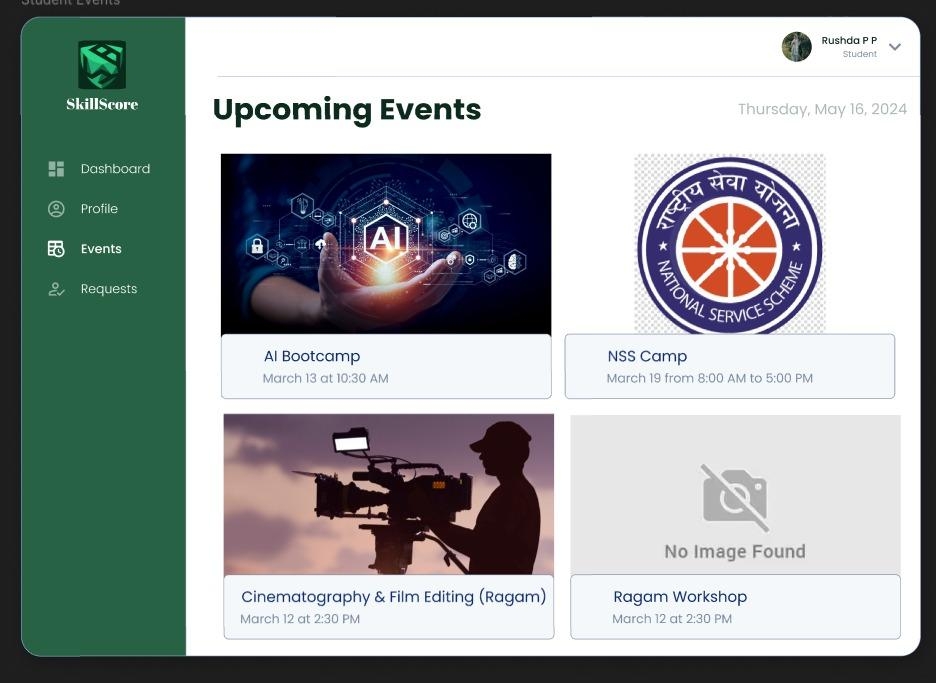 Student Events
SkillScore
Rushda P P
Student
Dashboard
Profile
Events
Requests
Upcoming Events
Thursday, May 16, 2024
AI
राष्ट्रीय सेवा योजना
NATIONAL SERVICE SCHEME
AI Bootcamp
March 13 at 10:30 AM
NSS Camp
March 19 from 8:00 AM to 5:00 PM
No Image Found
Cinematography & Film Editing (Ragam)
March 12 at 2:30 PM
Ragam Workshop
March 12 at 2:30 PM